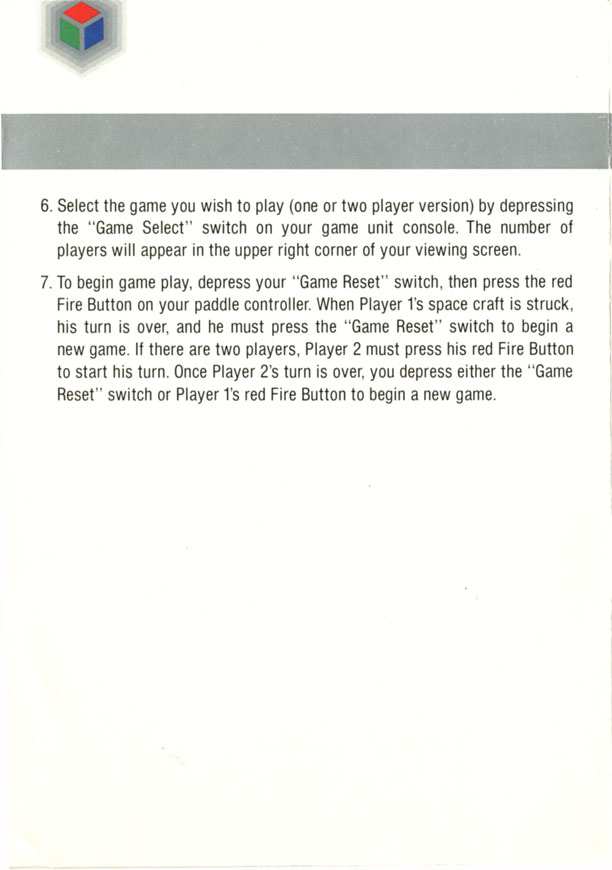 6. Select the game you wish to play (one or two player version) by depressing
the "Game Select" switch on your game unit console. The number of
players will appear in the upper right corner of your viewing screen.
7. To begin game play, depress your "Game Reset" switch, then press the red
Fire Button on your paddle controller. When Player 1's space craft is struck,
his turn is over, and he must press the "Game Reset" switch to begin a
new game. If there are two players, Player 2 must press his red Fire Button
to start his turn. Once Player 2's turn is over, you depress either the "Game
Reset" switch or Player 1's red Fire Button to begin a new game.